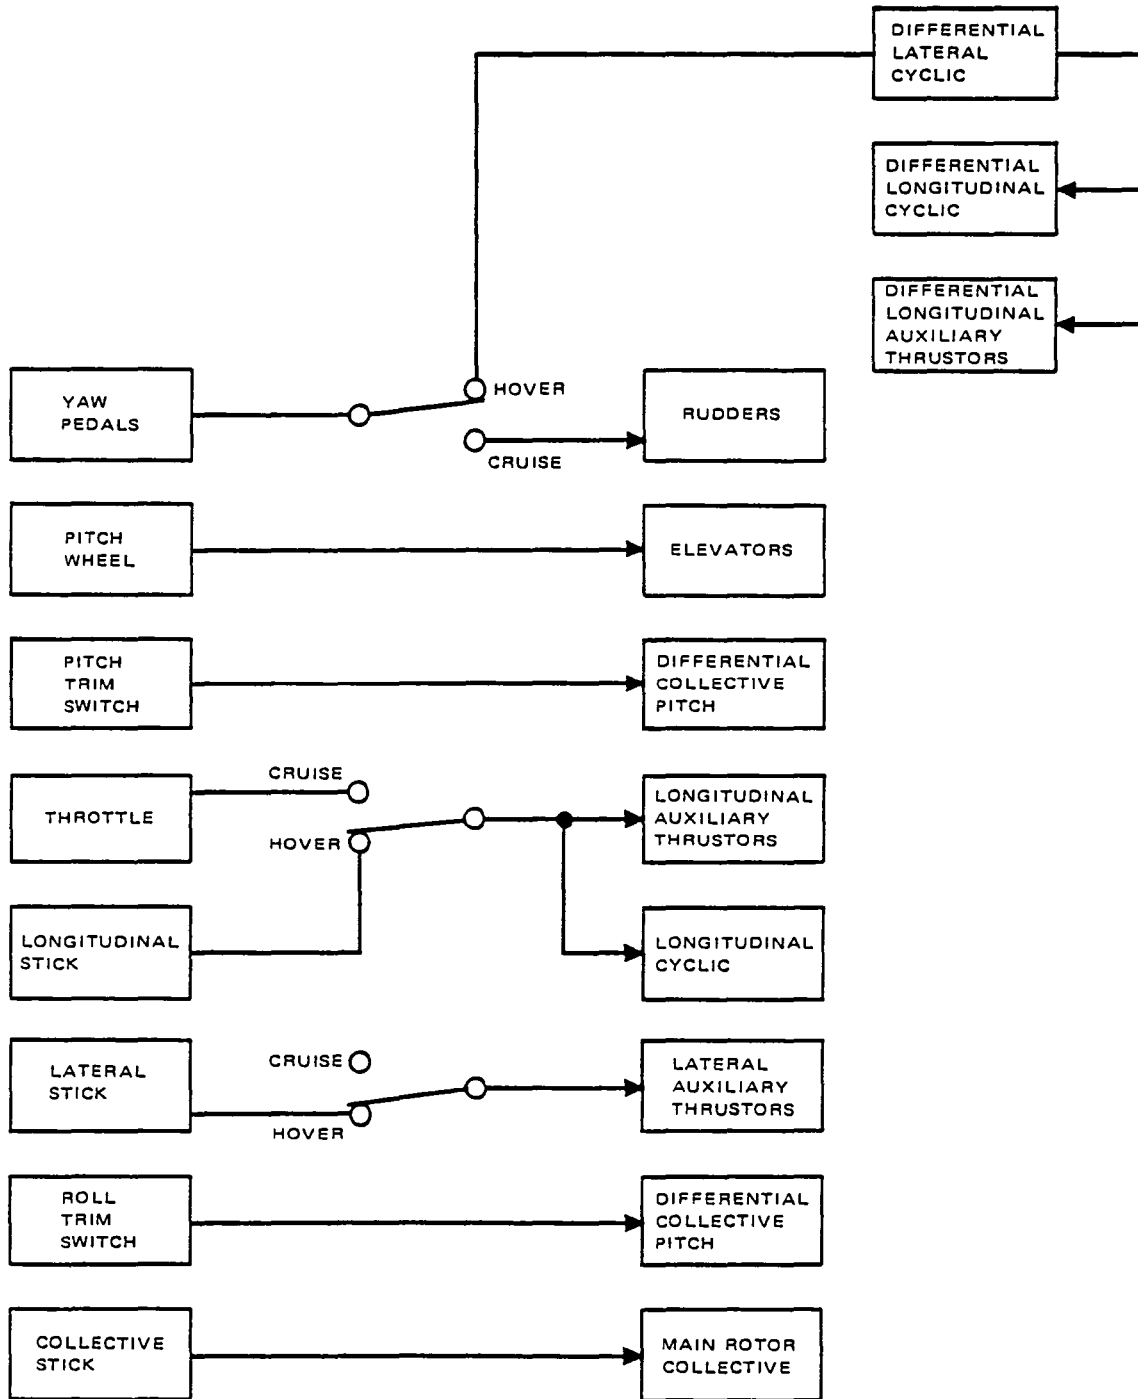 DIFFERENTIAL
LATERAL
CYCLIC
DIFFERENTIAL
LONGITUDINAL
CYCLIC
DIFFERENTIAL
LONGITUDINAL
AUXILIARY
THRUSTORS
YAW
PEDALS
HOVER
CRUISE
RUDDERS
PITCH
WHEEL
ELEVATORS
PITCH
TRIM
SWITCH
DIFFERENTIAL
COLLECTIVE
PITCH
THROTTLE
CRUISE
HOVER
LONGITUDINAL
AUXILIARY
THRUSTORS
LONGITUDINAL
STICK
LONGITUDINAL
CYCLIC
LATERAL
STICK
CRUISE
HOVER
LATERAL
AUXILIARY
THRUSTORS
ROLL
TRIM
SWITCH
DIFFERENTIAL
COLLECTIVE
PITCH
COLLECTIVE
STICK
MAIN ROTOR
COLLECTIVE